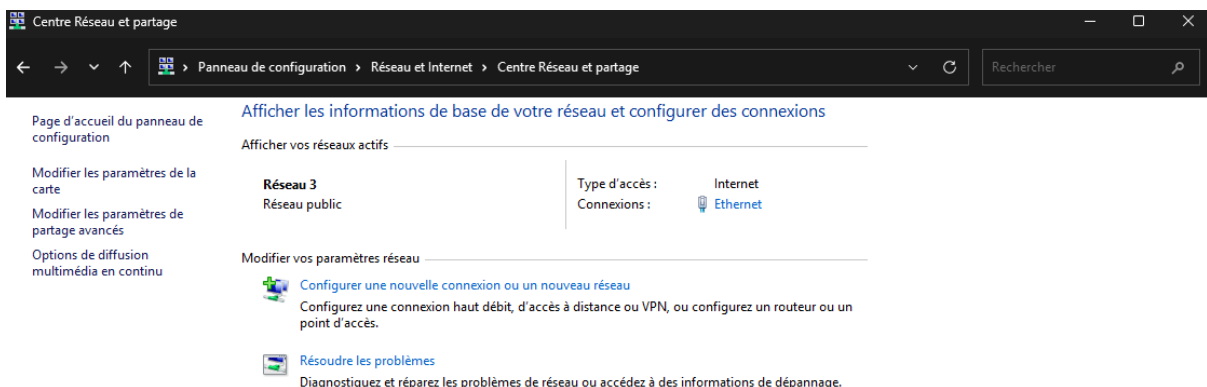 Centre Réseau et partage
Panneau de configuration › Réseau et Internet › Centre Réseau et partage
Rechercher
Page d'accueil du panneau de
configuration
Modifier les paramètres de la
carte
Modifier les paramètres de
partage avancés
Options de diffusion
multimédia en continu
Afficher les informations de base de votre réseau et configurer des connexions
Afficher vos réseaux actifs
Réseau 3
Réseau public
Type d'accès : Internet
Connexions : Ethernet
Modifier vos paramètres réseau
Configurer une nouvelle connexion ou un nouveau réseau
Configurez une connexion haut débit, d'accès à distance ou VPN, ou configurez un routeur ou un
point d'accès.
Résoudre les problèmes
Diagnostiquez et réparez les problèmes de réseau ou accédez à des informations de dépannage.